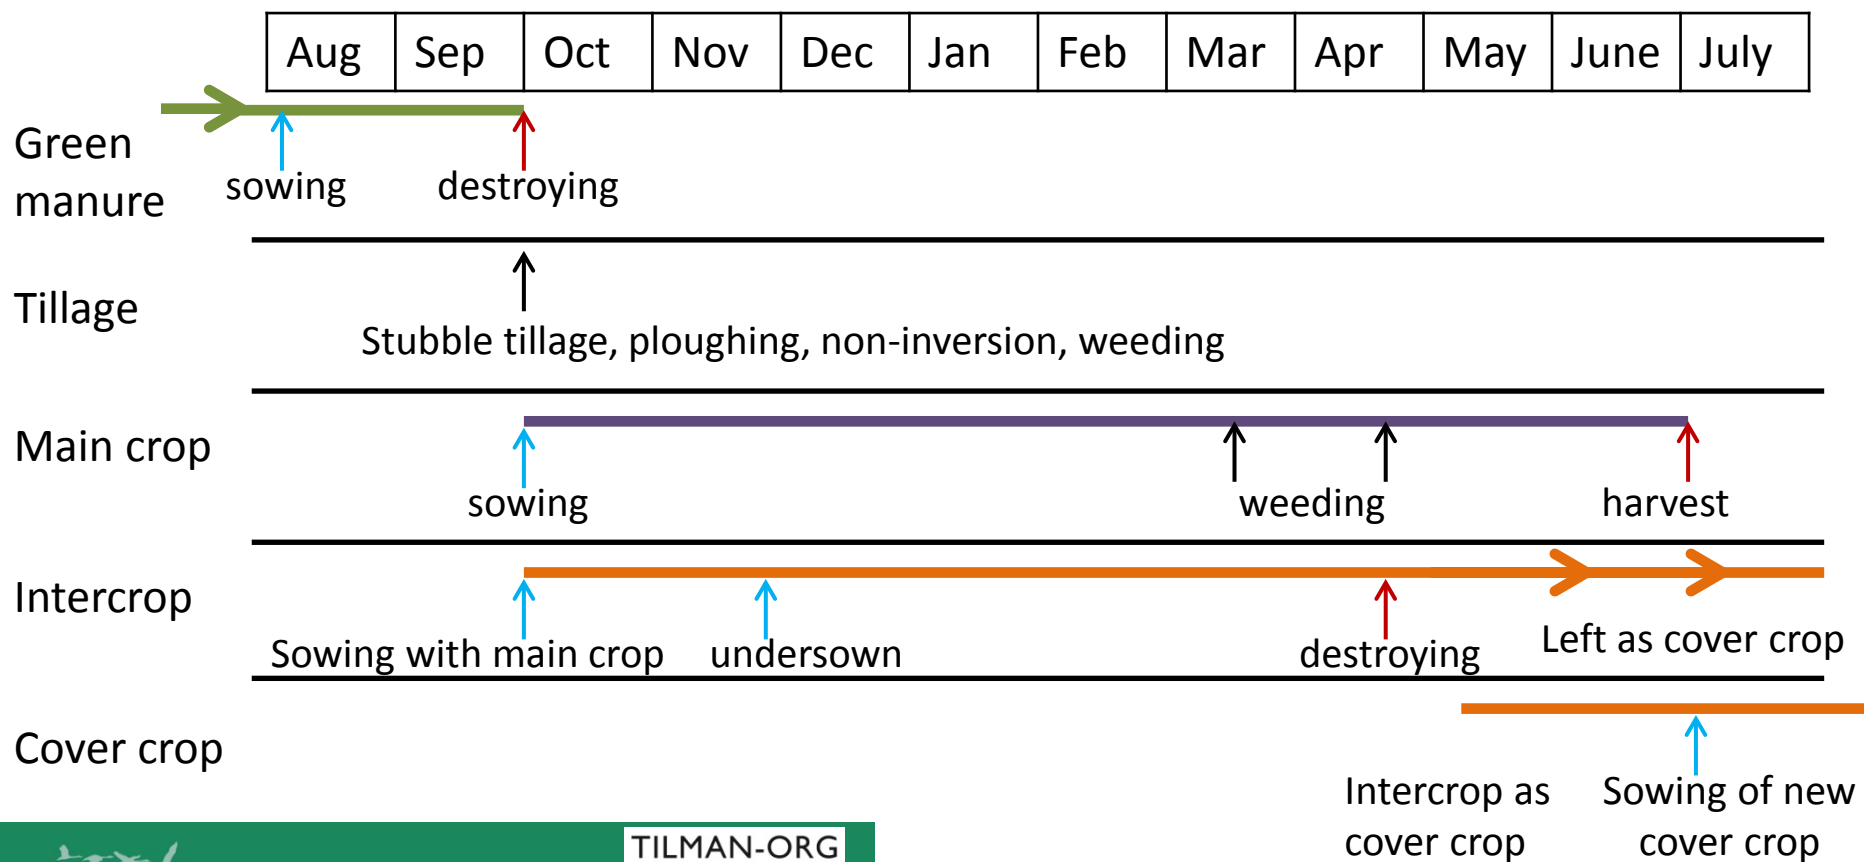 Aug Sep Oct Nov Dec Jan Feb Mar Apr May June July
Green
manure
sowing destroying
Tillage
Stubble tillage, ploughing, non-inversion, weeding
Main crop
sowing weeding harvest
Intercrop
Sowing with main crop undersown destroying Left as cover crop
Cover crop
Intercrop as
cover crop
Sowing of new
cover crop
TILMAN-ORG